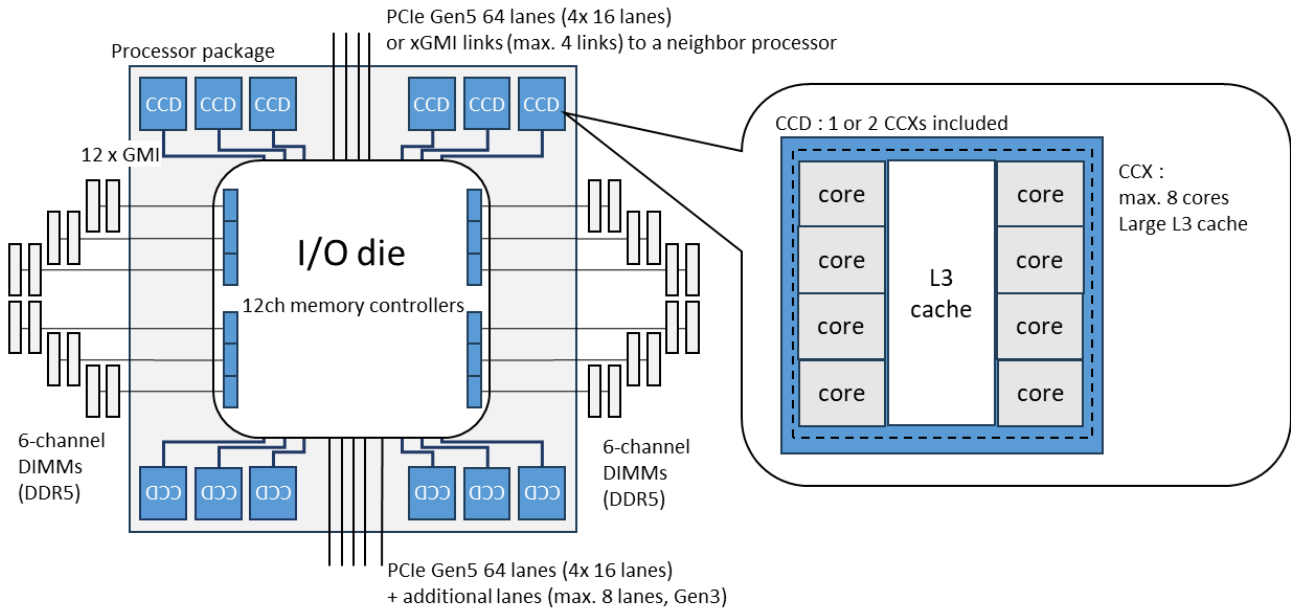 PCIe Gen5 64 lanes (4x 16 lanes)
or xGMI links (max. 4 links) to a neighbor processor
Processor package
CCD CCD CCD CCD CCD CCD
12 x GMI
I/O die
12ch memory controllers
6-channel
DIMMs
(DDR5)
6-channel
DIMMs
(DDR5)
CCD CCD CCD CCD CCD CCD
PCIe Gen5 64 lanes (4x 16 lanes)
+ additional lanes (max. 8 lanes, Gen3)
CCD : 1 or 2 CCXs included
core core
core core
L3
cache
core core
core core
CCX :
max. 8 cores
Large L3 cache